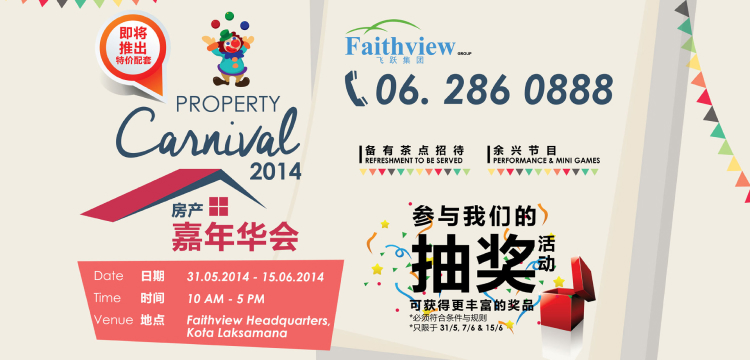 即将
推出
特价配套
PROPERTY
Carnival
2014
房产
嘉年华会
Date 日期 31.05.2014 - 15.06.2014
Time 时间 10 AM - 5 PM
Venue 地点 Faithview Headquarters,
Kota Laksamana
Faithview GROUP
飞跃集团
06. 286 0888
备有茶点招待
REFRESHMENT TO BE SERVED
余兴节目
PERFORMANCE & MINI GAMES
参与我们的
抽奖活动
可获得更丰富的奖品
*必须符合条件与规则
*只限于 31/5, 7/6 & 15/6